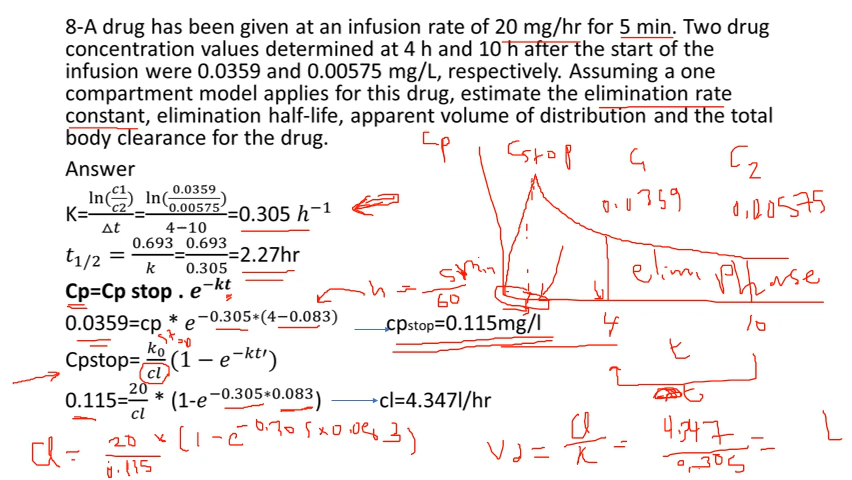 8-A drug has been given at an infusion rate of 20 mg/hr for 5 min. Two drug
concentration values determined at 4 h and 10 h after the start of the
infusion were 0.0359 and 0.00575 mg/L, respectively. Assuming a one
compartment model applies for this drug, estimate the elimination rate
constant, elimination half-life, apparent volume of distribution and the total
body clearance for the drug.
Answer
Cp Cstop C1 C2
0.0359 0.00575
K=ln(c1/c2)/△t=ln(0.0359/0.00575)/4−10=0.305 h⁻¹
t1/2=0.693/k=0.693/0.305=2.27hr
elimi Phase
Cp=Cp stop . e^−kt
h = 5 min/60
0.0359=cp * e^−0.305*(4−0.083) cpstop=0.115mg/l
stop
4 10
Cpstop=k0/cl(1 − e^−kt′)
t
t
0.115=20/cl * (1-e^−0.305*0.083) cl=4.347l/hr
Cl = 20/0.115 × (1 − e^−0.305×0.083)
Vd = Cl/K = 4.347/0.305 = L